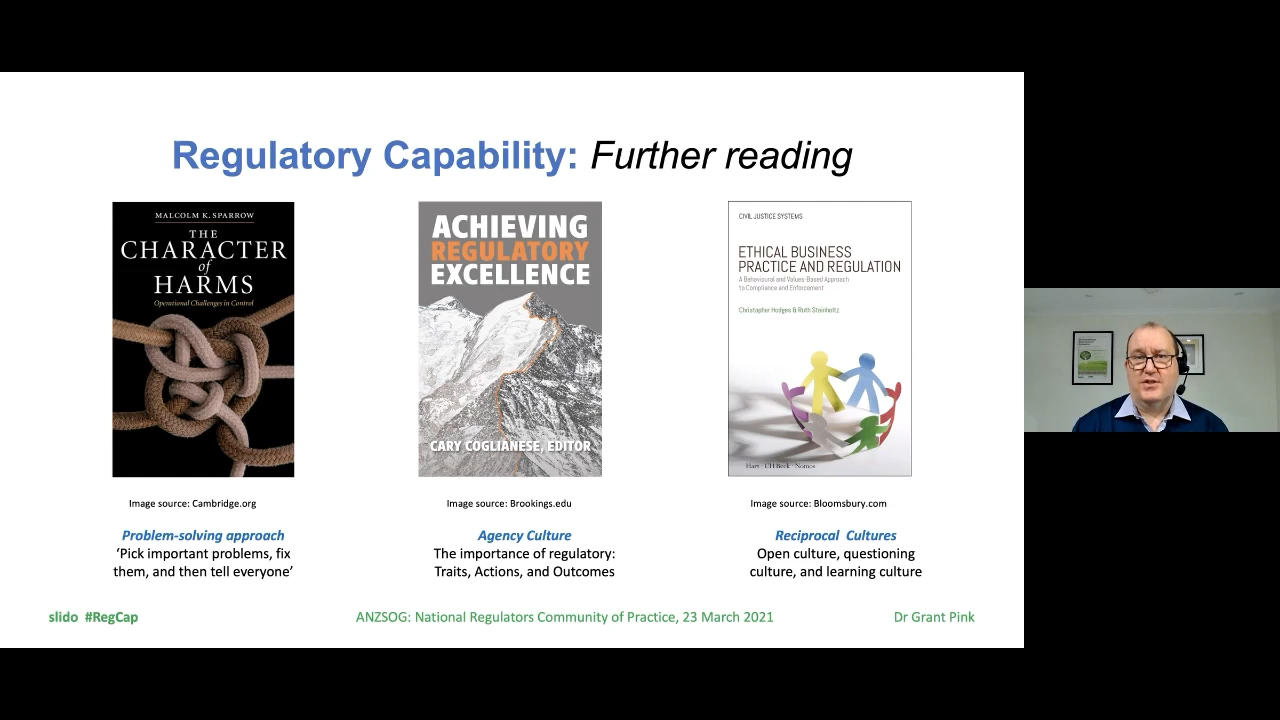 Regulatory Capability: Further reading
MALCOLM K. SPARROW
THE
CHARACTER
of
HARMS
Operational Challenges in Control
ACHIEVING
REGULATORY
EXCELLENCE
CARY COGLIANESE, EDITOR
CIVIL JUSTICE SYSTEMS
ETHICAL BUSINESS
PRACTICE AND REGULATION
A Behavioural and Values-Based Approach
to Compliance and Enforcement
Christopher Hodges & Ruth Steinholtz
Hart · CH Beck · Nomos
Image source: Cambridge.org
Image source: Brookings.edu
Image source: Bloomsbury.com
Problem-solving approach
‘Pick important problems, fix
them, and then tell everyone’
Agency Culture
The importance of regulatory:
Traits, Actions, and Outcomes
Reciprocal Cultures
Open culture, questioning
culture, and learning culture
slido #RegCap
ANZSOG: National Regulators Community of Practice, 23 March 2021
Dr Grant Pink